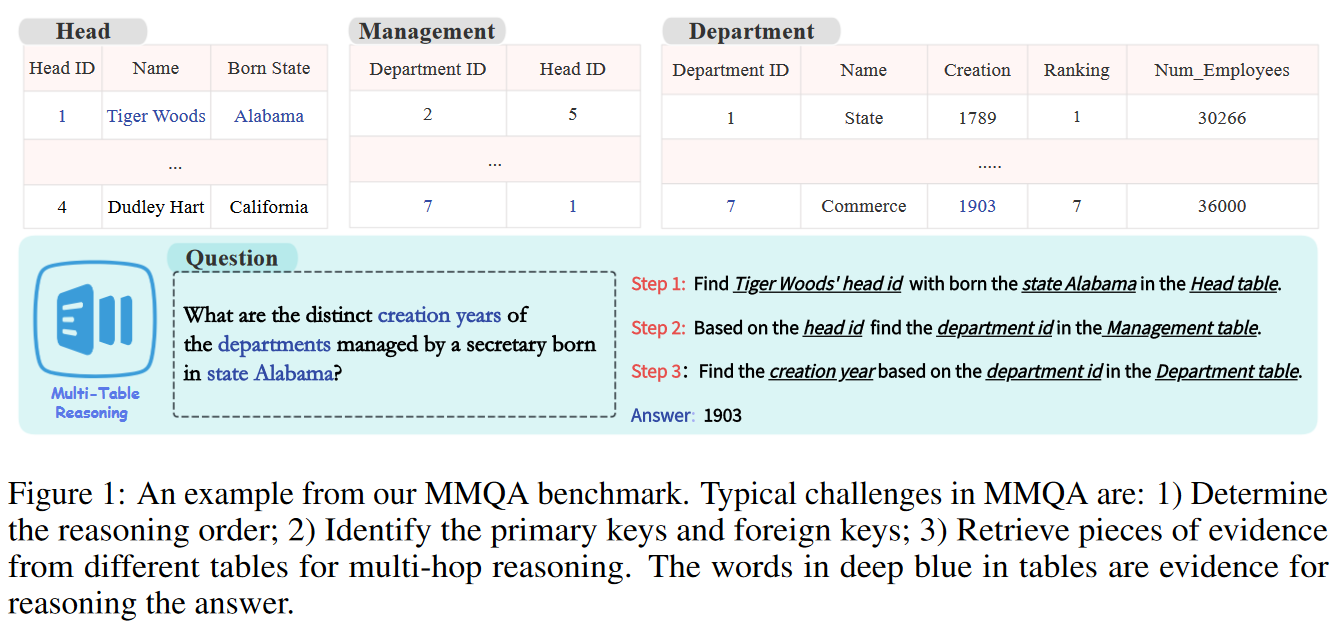 Head
Head ID Name Born State
1 Tiger Woods Alabama
...
4 Dudley Hart California
Management
Department ID Head ID
2 5
...
7 1
Department
Department ID Name Creation Ranking Num_Employees
1 State 1789 1 30266
.....
7 Commerce 1903 7 36000
Multi-Table
Reasoning
Question
What are the distinct creation years of
the departments managed by a secretary born
in state Alabama?
Step 1: Find Tiger Woods' head id with born the state Alabama in the Head table.
Step 2: Based on the head id find the department id in the Management table.
Step 3: Find the creation year based on the department id in the Department table.
Answer: 1903
Figure 1: An example from our MMQA benchmark. Typical challenges in MMQA are: 1) Determine
the reasoning order; 2) Identify the primary keys and foreign keys; 3) Retrieve pieces of evidence
from different tables for multi-hop reasoning. The words in deep blue in tables are evidence for
reasoning the answer.